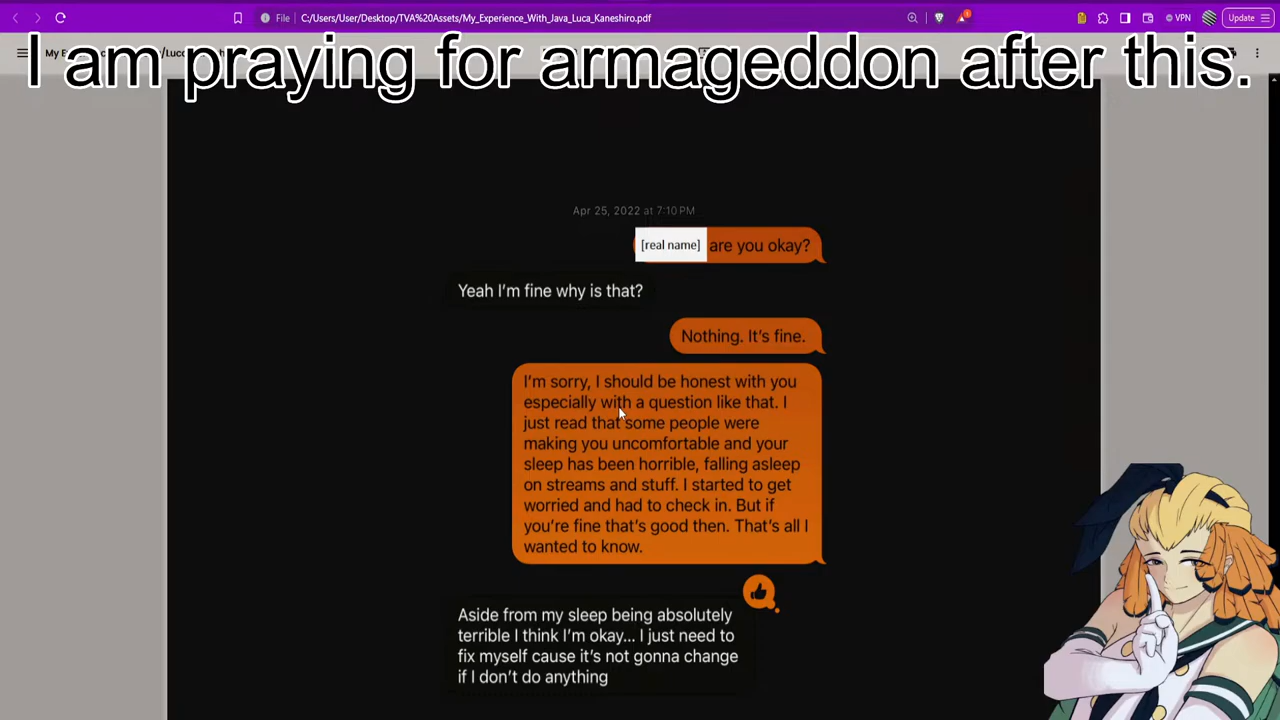 File
C:/Users/User/Desktop/TVA%20Assets/My_Experience_With_Java_Luca_Kaneshiro.pdf
VPN
Update
I am praying for armageddon after this.
Apr 25, 2022 at 7:10 PM
[real name] are you okay?
Yeah I'm fine why is that?
Nothing. It's fine.
I'm sorry, I should be honest with you
especially with a question like that. I
just read that some people were
making you uncomfortable and your
sleep has been horrible, falling asleep
on streams and stuff. I started to get
worried and had to check in. But if
you're fine that's good then. That's all I
wanted to know.
Aside from my sleep being absolutely
terrible I think I'm okay... I just need to
fix myself cause it's not gonna change
if I don't do anything